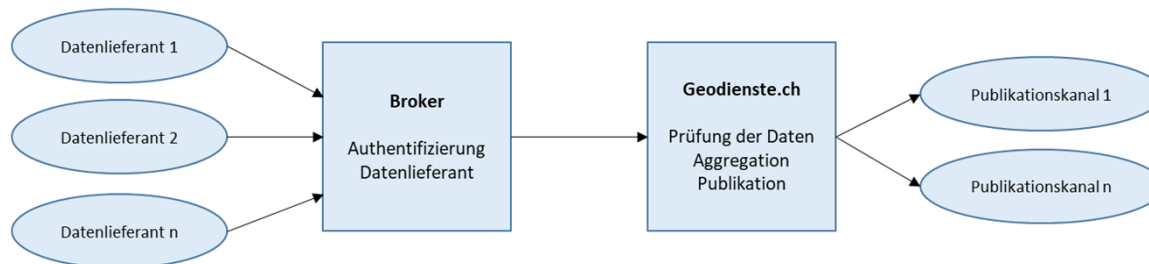 Datenlieferant 1
Datenlieferant 2
Datenlieferant n
Broker
Authentifizierung
Datenlieferant
Geodienste.ch
Prüfung der Daten
Aggregation
Publikation
Publikationskanal 1
Publikationskanal n